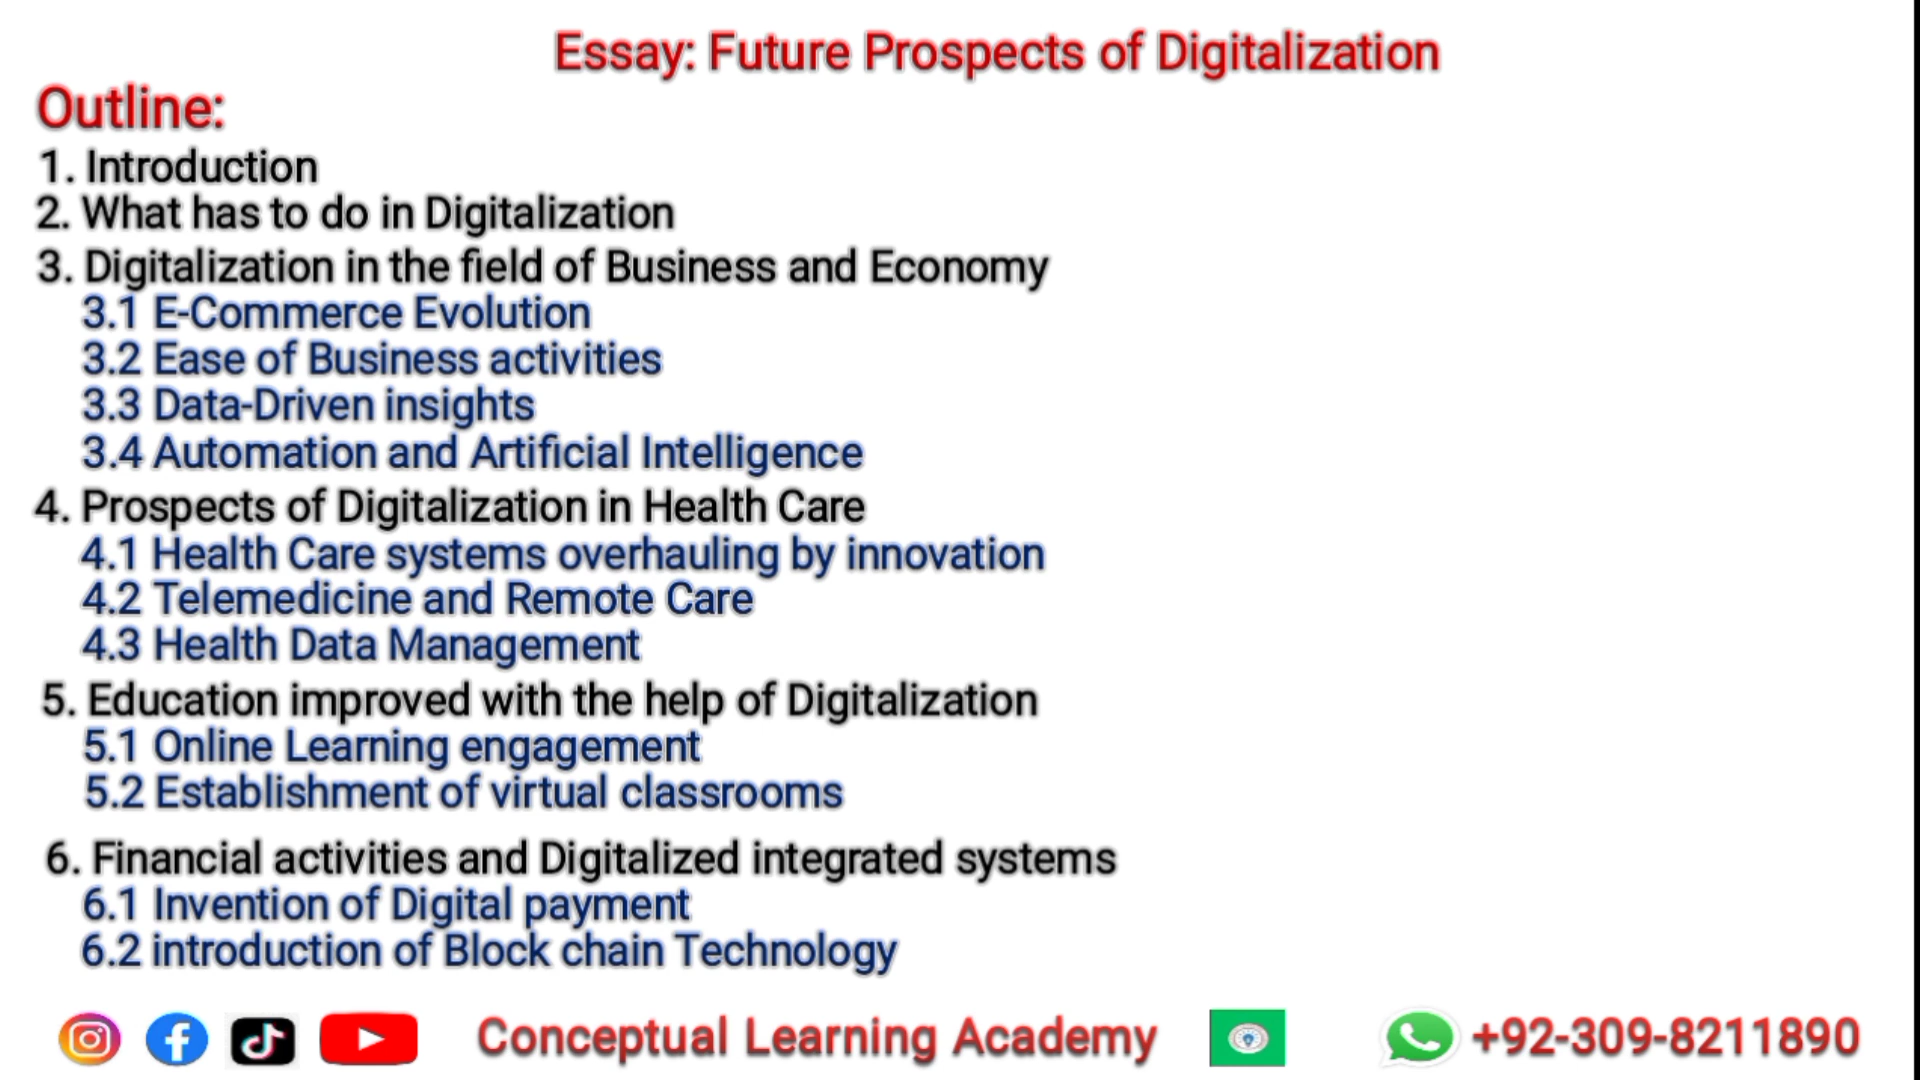 Essay: Future Prospects of Digitalization
Outline:
1. Introduction
2. What has to do in Digitalization
3. Digitalization in the field of Business and Economy
3.1 E-Commerce Evolution
3.2 Ease of Business activities
3.3 Data-Driven insights
3.4 Automation and Artificial Intelligence
4. Prospects of Digitalization in Health Care
4.1 Health Care systems overhauling by innovation
4.2 Telemedicine and Remote Care
4.3 Health Data Management
5. Education improved with the help of Digitalization
5.1 Online Learning engagement
5.2 Establishment of virtual classrooms
6. Financial activities and Digitalized integrated systems
6.1 Invention of Digital payment
6.2 introduction of Block chain Technology
Conceptual Learning Academy +92-309-8211890